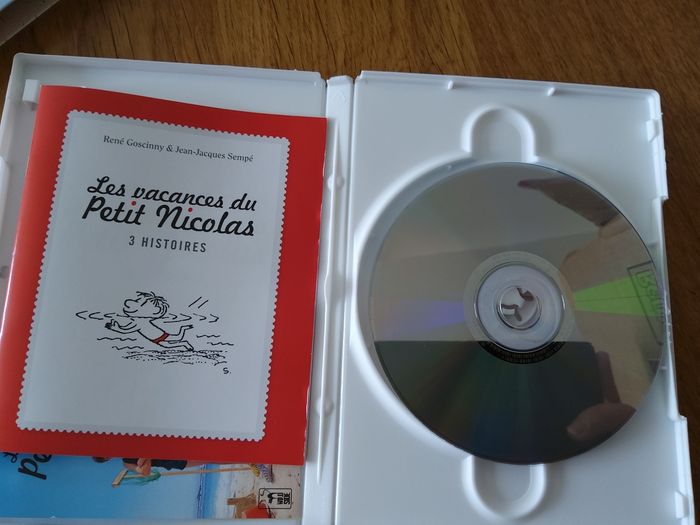 René Goscinny & Jean-Jacques Sempé
Les vacances du
Petit Nicolas
3 HISTOIRES
S.